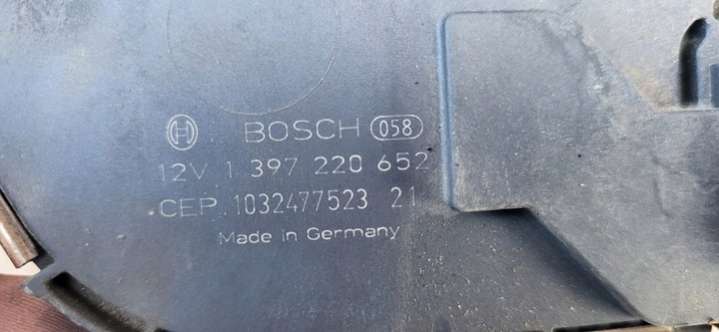 BOSCH 058
12V 1 397 220 652
CEP. 1032477523 21
Made in Germany